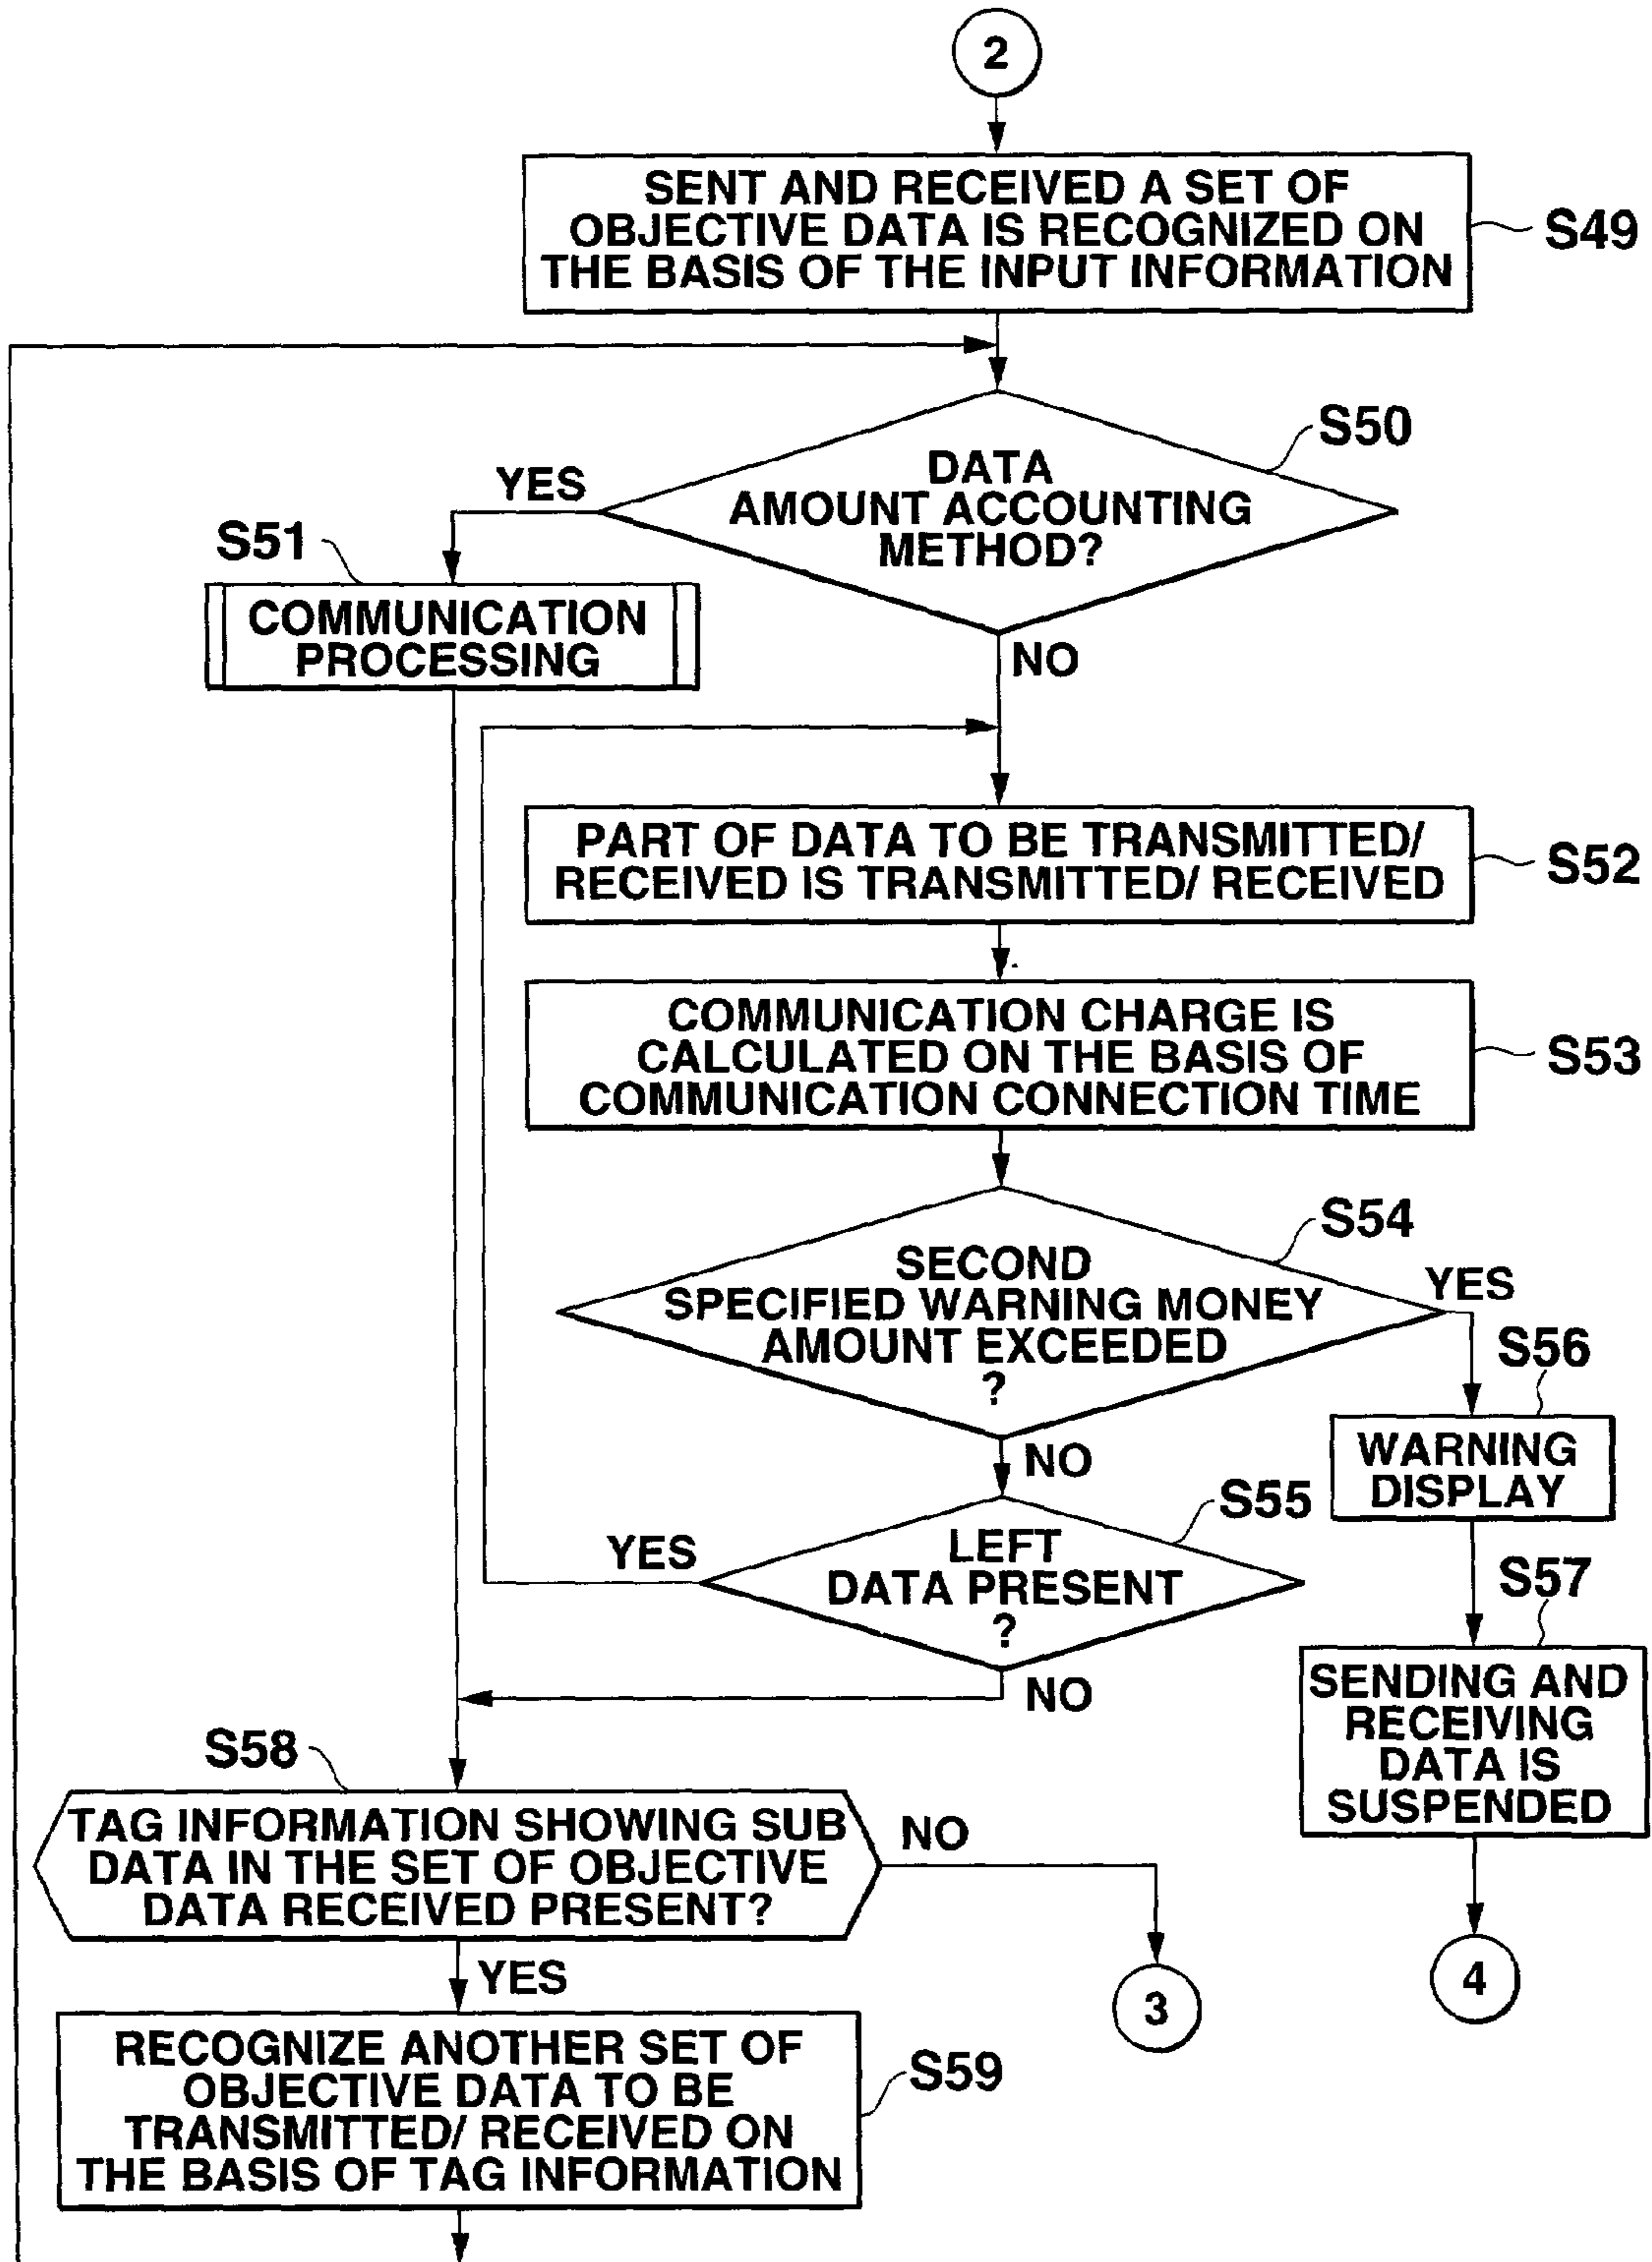 2
SENT AND RECEIVED A SET OF
OBJECTIVE DATA IS RECOGNIZED ON
THE BASIS OF THE INPUT INFORMATION
S49
S50
DATA
AMOUNT ACCOUNTING
METHOD?
YES
S51
COMMUNICATION
PROCESSING
NO
PART OF DATA TO BE TRANSMITTED/
RECEIVED IS TRANSMITTED/ RECEIVED
S52
COMMUNICATION CHARGE IS
CALCULATED ON THE BASIS OF
COMMUNICATION CONNECTION TIME
S53
S54
SECOND
SPECIFIED WARNING MONEY
AMOUNT EXCEEDED
?
YES
S56
WARNING
DISPLAY
NO
S55
LEFT
DATA PRESENT
?
YES
S57
SENDING AND
RECEIVING
DATA IS
SUSPENDED
NO
S58
TAG INFORMATION SHOWING SUB
DATA IN THE SET OF OBJECTIVE
DATA RECEIVED PRESENT?
NO
3
4
YES
RECOGNIZE ANOTHER SET OF
OBJECTIVE DATA TO BE
TRANSMITTED/ RECEIVED ON
THE BASIS OF TAG INFORMATION
S59